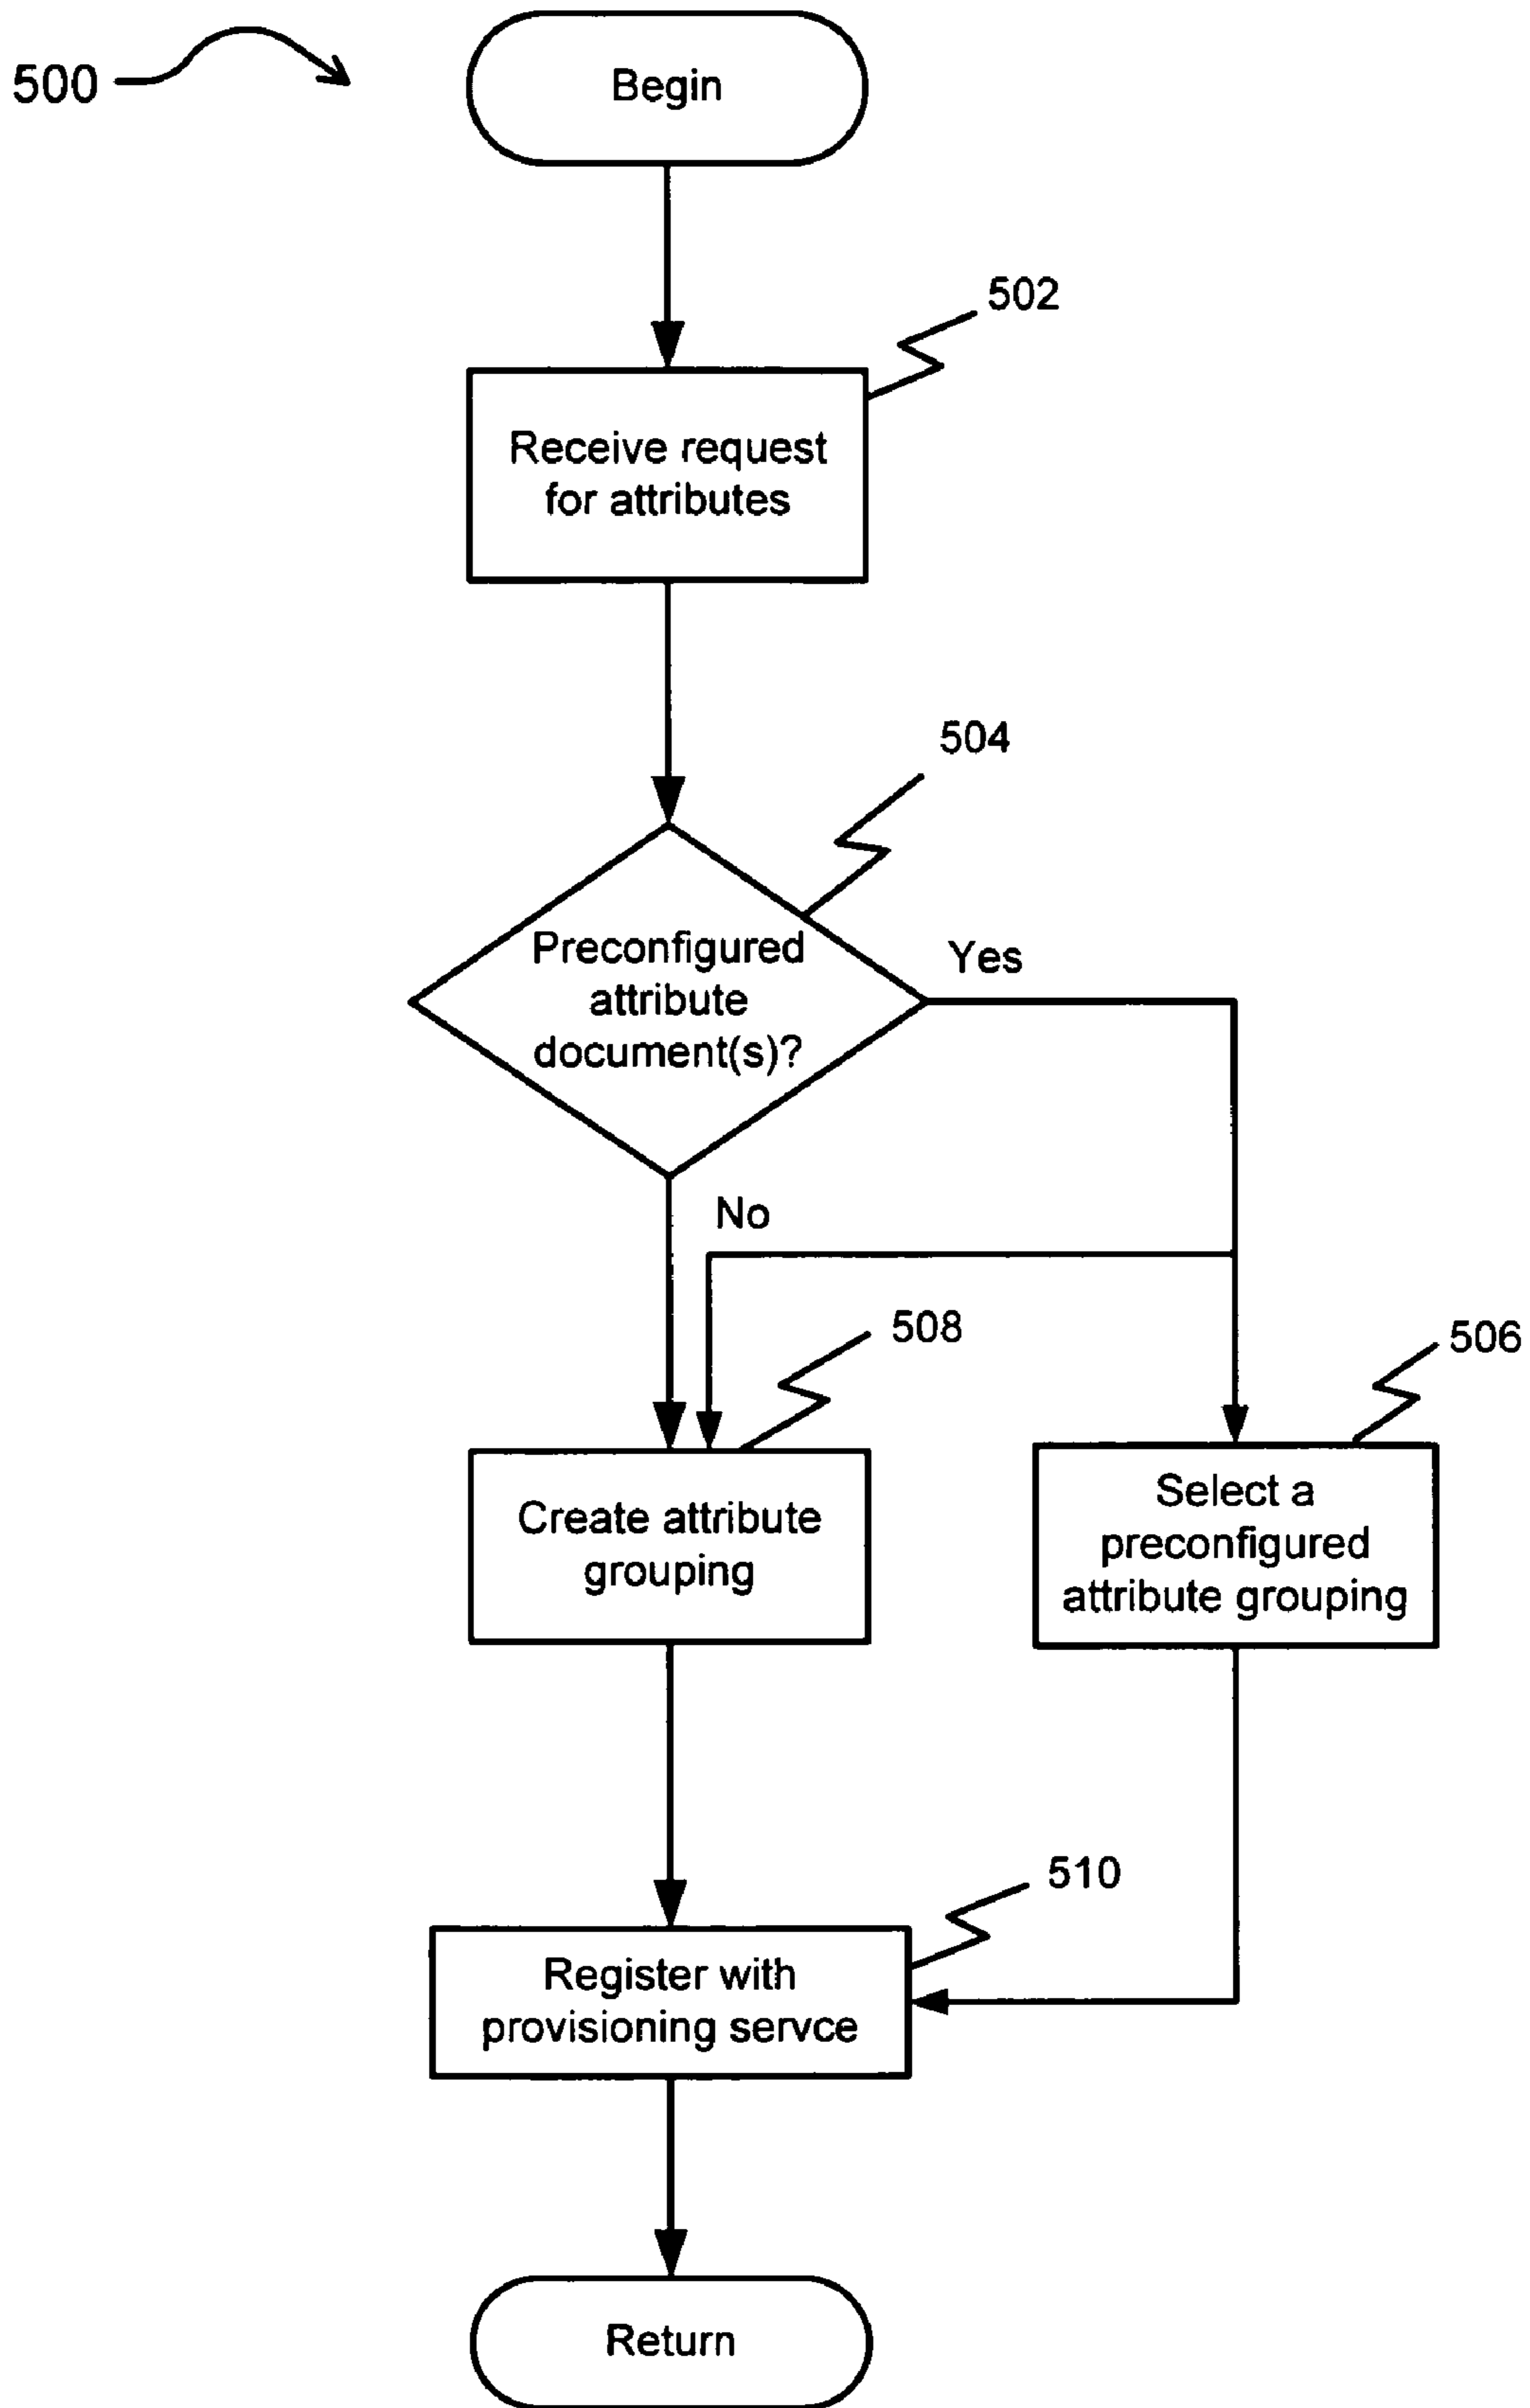 500
Begin
502
Receive request
for attributes
504
Preconfigured
attribute
document(s)?
Yes
No
508
506
Create attribute
grouping
Select a
preconfigured
attribute grouping
510
Register with
provisioning servce
Return